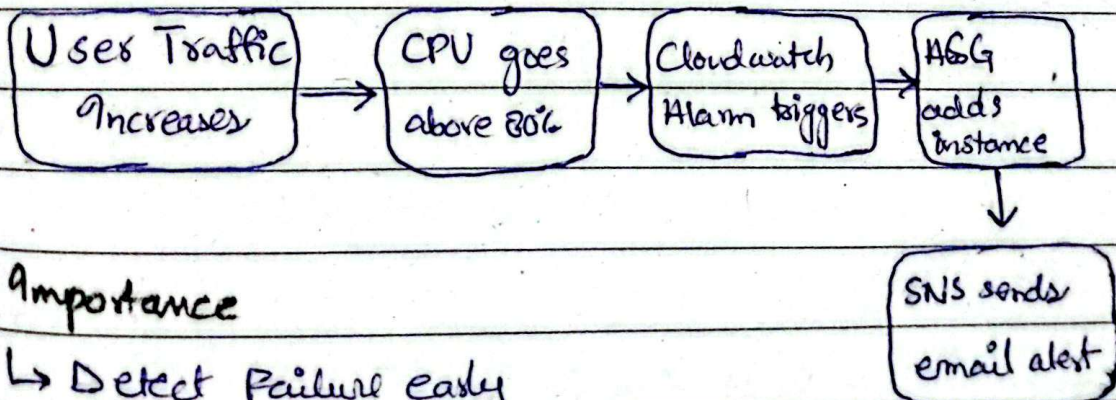 User Traffic
Increases
CPU goes
above 80%
Cloudwatch
Alarm triggers
ASG
adds
instance
SNS sends
email alert
Importance
↳ Detect Failure early